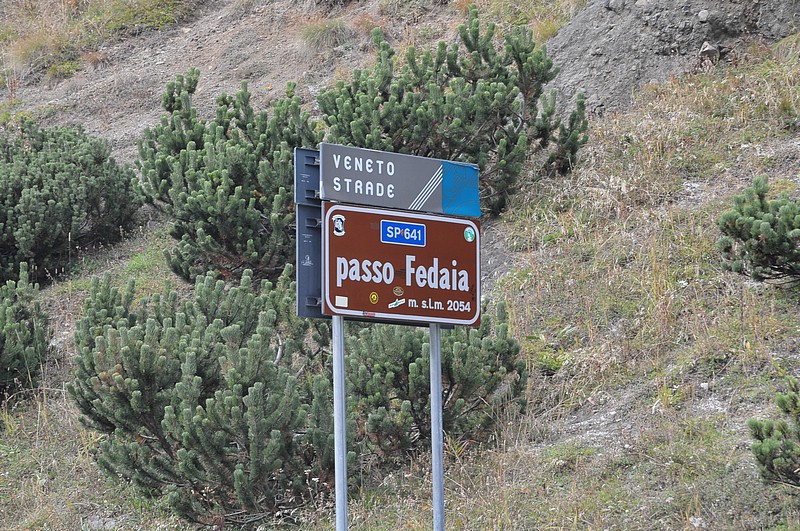 VENETO
STRADE
SP 641
passo Fedaia
m. s.l.m. 2054